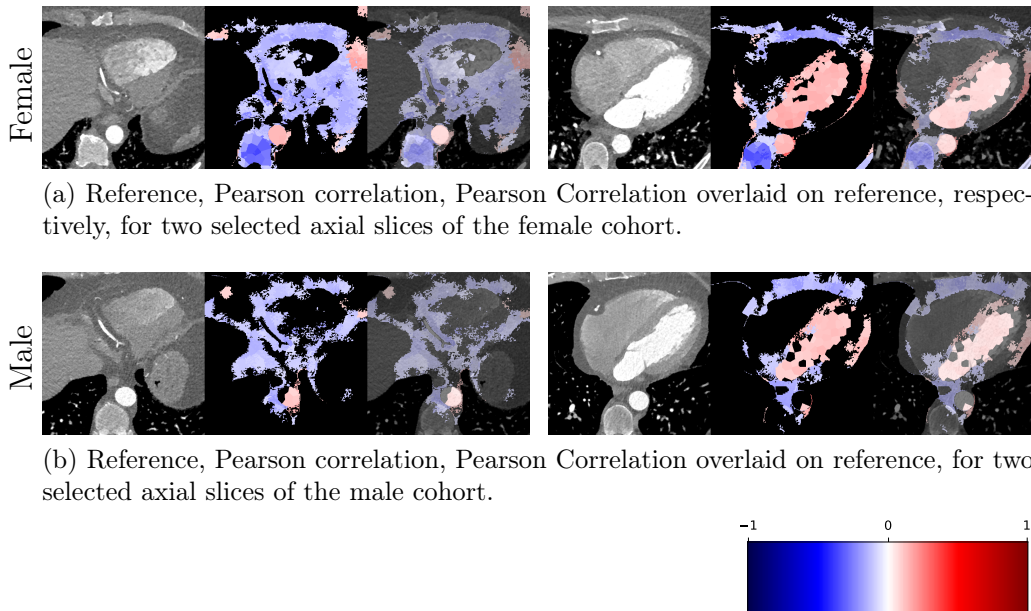 Female
(a) Reference, Pearson correlation, Pearson Correlation overlaid on reference, respec-
tively, for two selected axial slices of the female cohort.
Male
(b) Reference, Pearson correlation, Pearson Correlation overlaid on reference, for two
selected axial slices of the male cohort.
−1 0 1